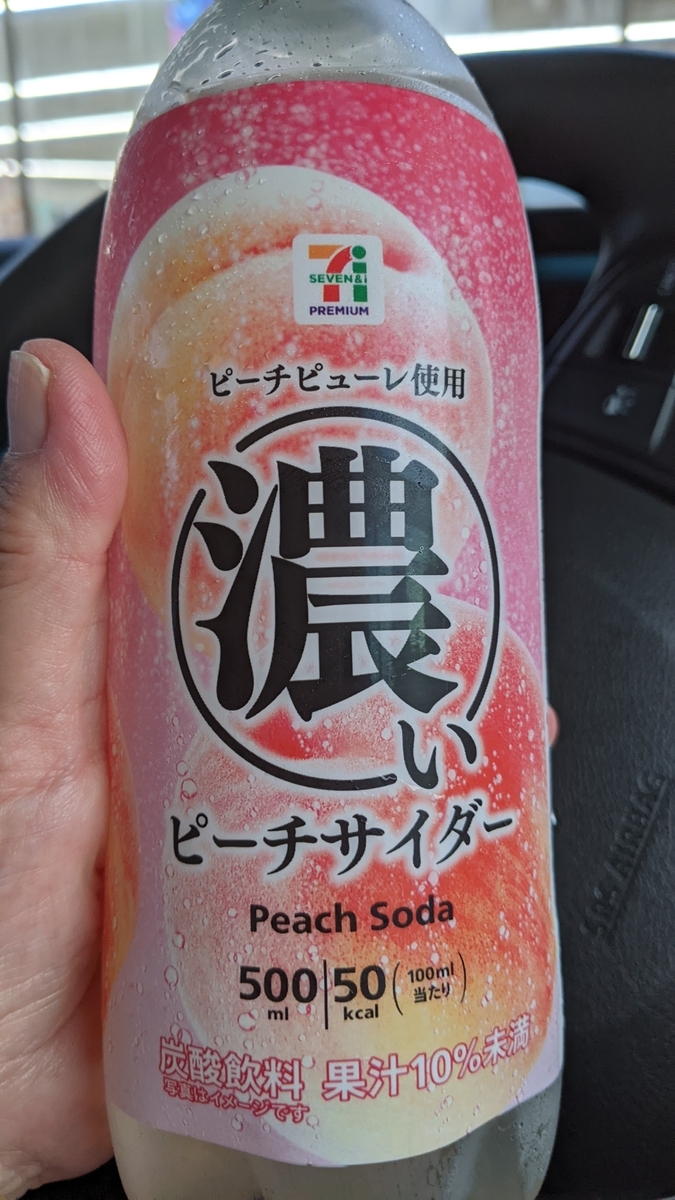 SEVEN&i
PREMIUM
ピーチピューレ使用
濃い
ピーチサイダー
Peach Soda
500ml|50kcal(100ml当たり)
炭酸飲料 果汁10%未満
写真はイメージです
SRS AIRBAG